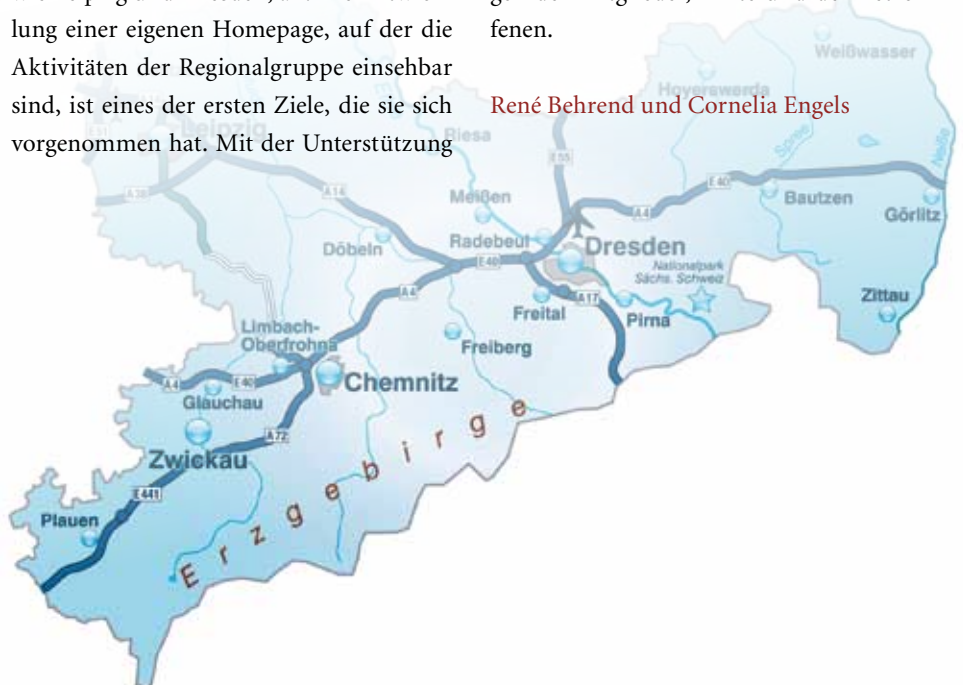 lung einer eigenen Homepage, auf der die
Aktivitäten der Regionalgruppe einsehbar
sind, ist eines der ersten Ziele, die sie sich
vorgenommen hat. Mit der Unterstützung
fenen.
René Behrend und Cornelia Engels
Weißwasser
Hoyerswerda
Leipzig
Riesa
Spree
Neiße
E55
A38
A14
Meißen
E40
A4
Bautzen
Görlitz
Döbeln
Radebeul
E40
Dresden
Nationalpark
Sächs. Schweiz
A4
Freital
A17
Pirna
Zittau
Limbach-
Oberfrohna
Freiberg
A4
E40
Chemnitz
Glauchau
A72
Zwickau
E441
Plauen
Erzgebirge